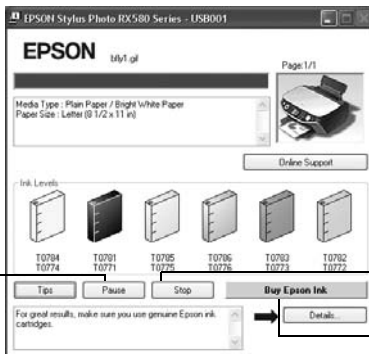 EPSON Stylus Photo RX580 Series - USB001
EPSON bfly1.gif
Page:1/1
Media Type : Plain Paper / Bright White Paper
Paper Size : Letter (8 1/2 x 11 in)
Online Support
Ink Levels
T0784 T0781 T0785 T0786 T0783 T0782
T0774 T0771 T0775 T0776 T0773 T0772
Tips Pause Stop Buy Epson Ink
For great results, make sure you use genuine Epson ink
cartridges.
Details...